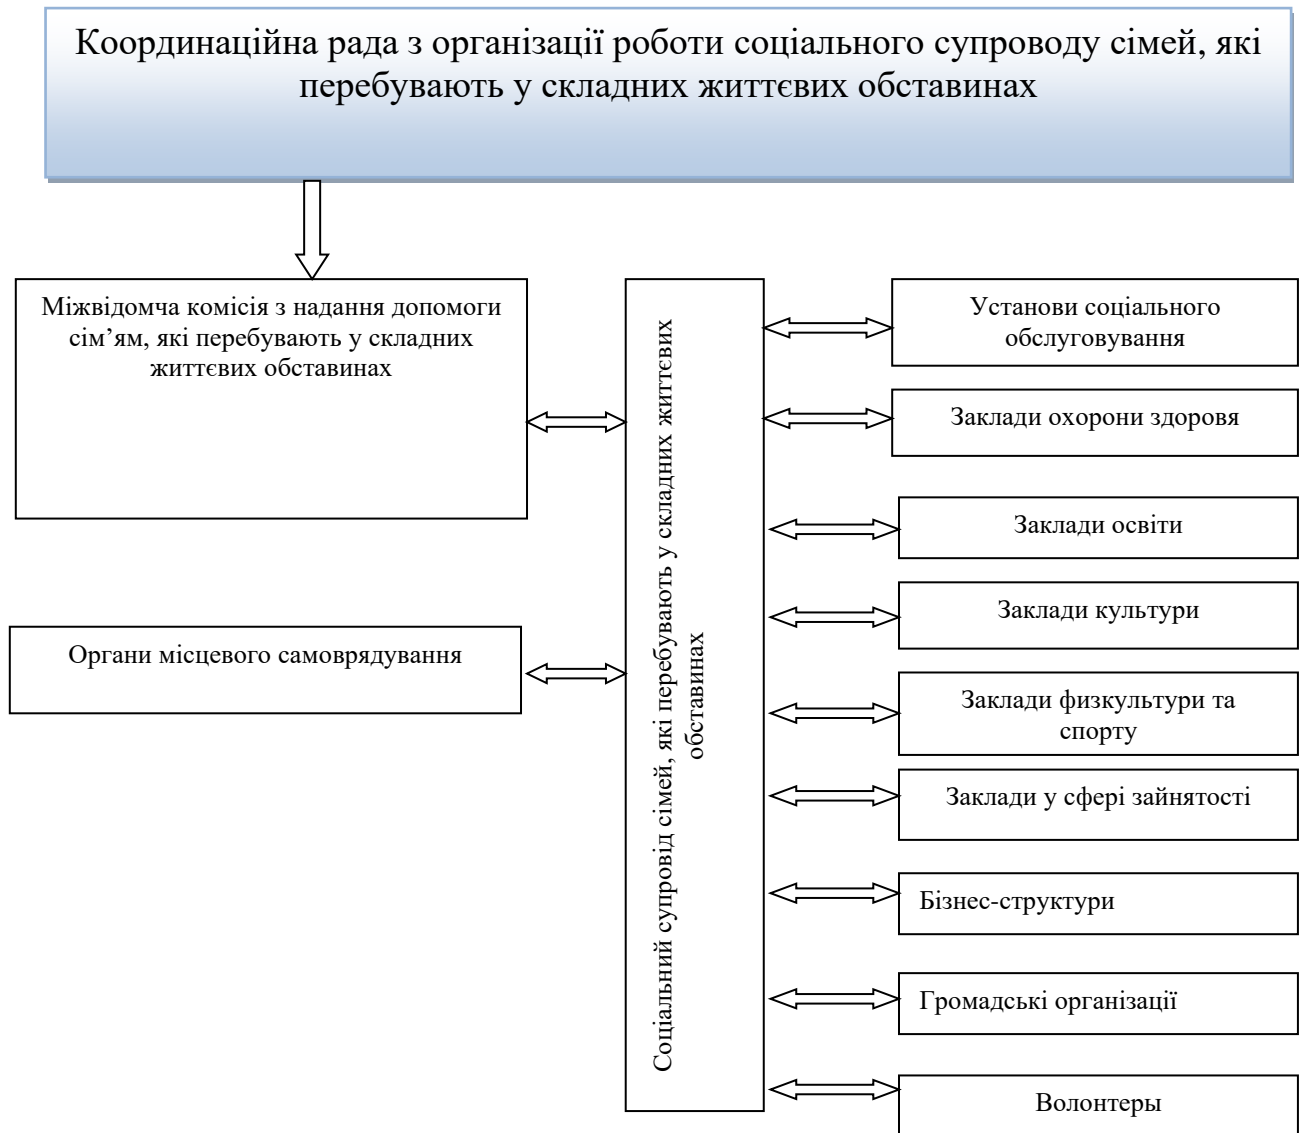 Координаційна рада з організації роботи соціального супроводу сімей, які
перебувають у складних життєвих обставинах
Міжвідомча комісія з надання допомоги
сім’ям, які перебувають у складних
життєвих обставинах
Органи місцевого самоврядування
Соціальний супровід сімей, які перебувають у складних життєвих
обставинах
Установи соціального
обслуговування
Заклади охорони здоровя
Заклади освіти
Заклади культури
Заклади физкультури та
спорту
Заклади у сфері зайнятості
Бізнес-структури
Громадські організації
Волонтеры